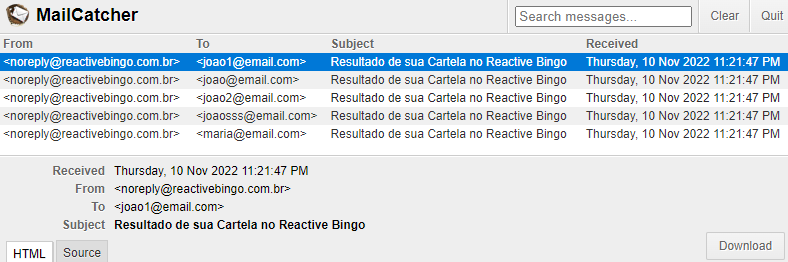 MailCatcher Search messages... Clear Quit
From To Subject Received
<noreply@reactivebingo.com.br> <joao1@email.com> Resultado de sua Cartela no Reactive Bingo Thursday, 10 Nov 2022 11:21:47 PM
<noreply@reactivebingo.com.br> <joao@email.com> Resultado de sua Cartela no Reactive Bingo Thursday, 10 Nov 2022 11:21:47 PM
<noreply@reactivebingo.com.br> <joao2@email.com> Resultado de sua Cartela no Reactive Bingo Thursday, 10 Nov 2022 11:21:47 PM
<noreply@reactivebingo.com.br> <joaosss@email.com> Resultado de sua Cartela no Reactive Bingo Thursday, 10 Nov 2022 11:21:47 PM
<noreply@reactivebingo.com.br> <maria@email.com> Resultado de sua Cartela no Reactive Bingo Thursday, 10 Nov 2022 11:21:47 PM
Received Thursday, 10 Nov 2022 11:21:47 PM
From <noreply@reactivebingo.com.br>
To <joao1@email.com>
Subject Resultado de sua Cartela no Reactive Bingo
HTML Source Download